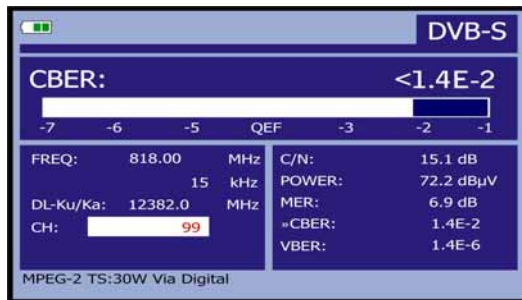 DVB-S
CBER: <1.4E-2
-7 -6 -5 QEF -3 -2 -1
FREQ: 818.00 MHz
15 kHz
DL-Ku/Ka: 12382.0 MHz
CH: 99
C/N: 15.1 dB
POWER: 72.2 dBµV
MER: 6.9 dB
»CBER: 1.4E-2
VBER: 1.4E-6
MPEG-2 TS:30W Via Digital